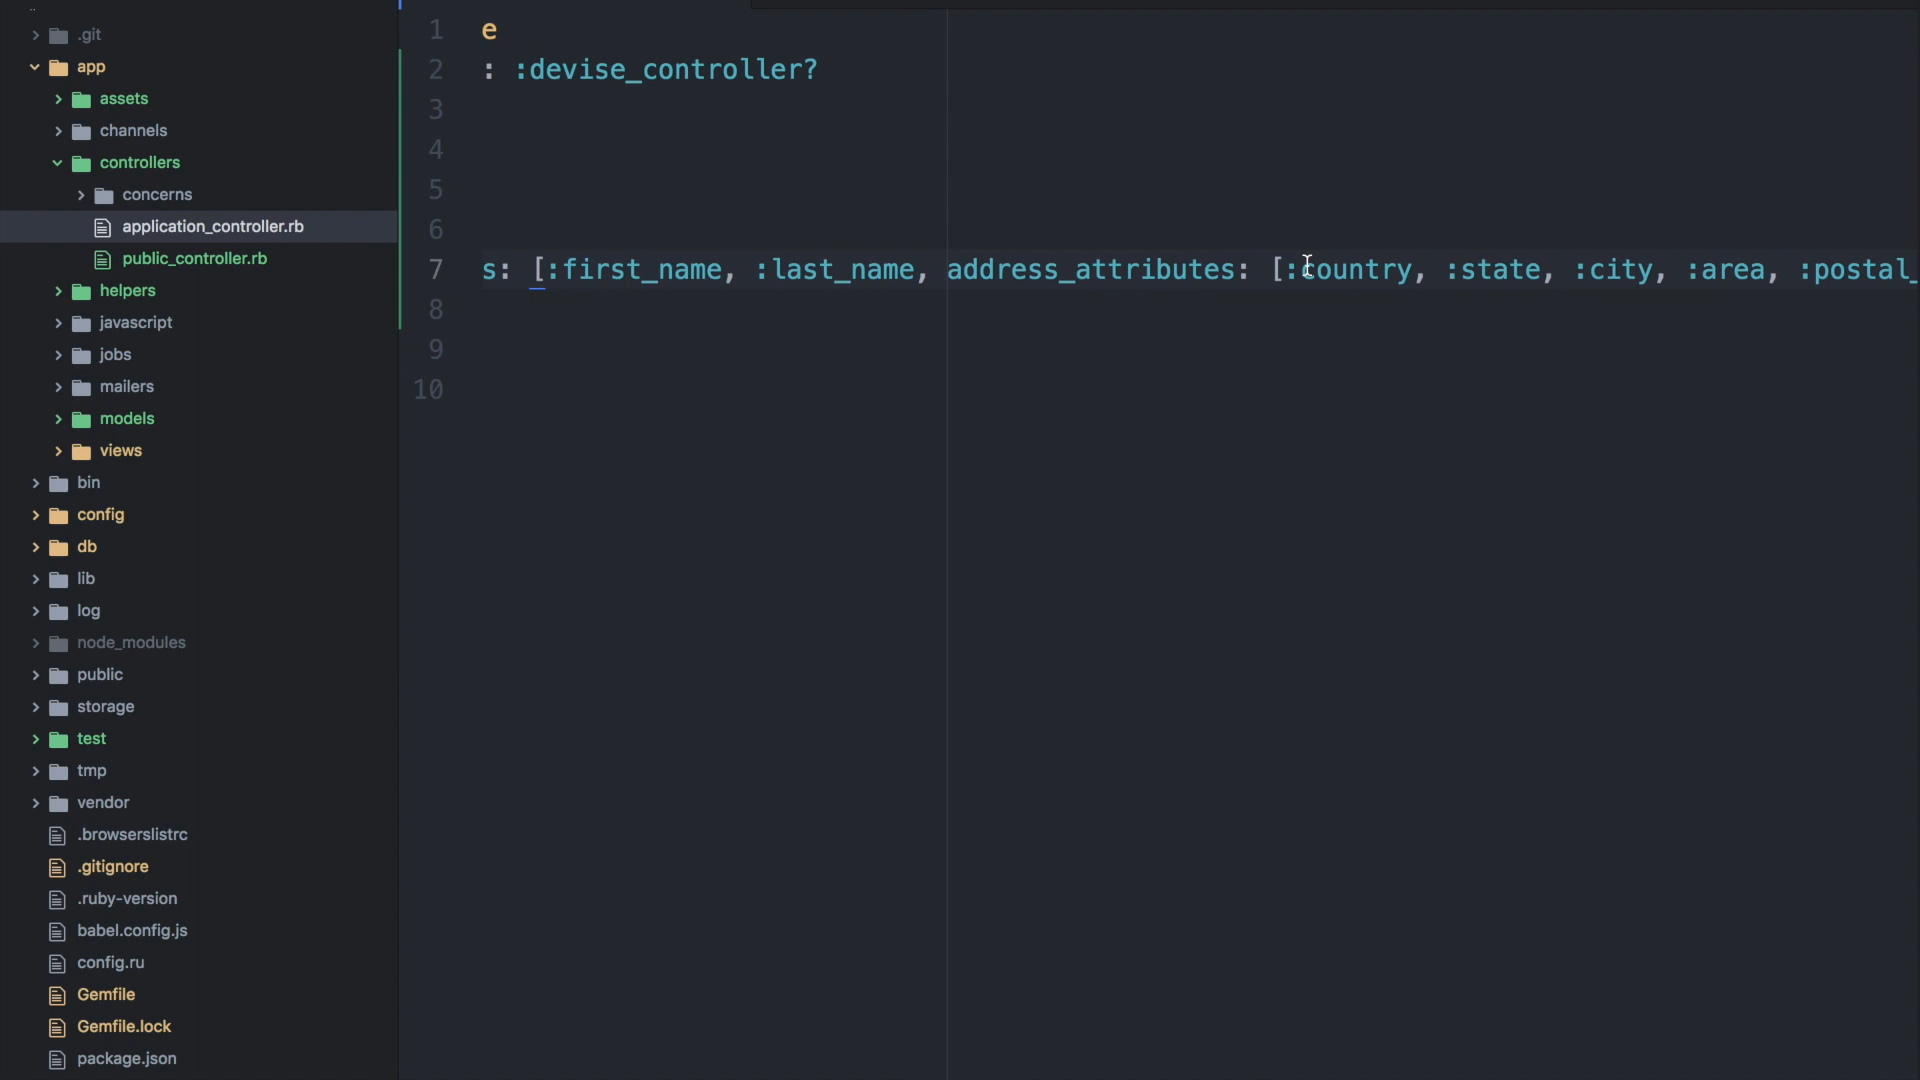 ..
.git
app
assets
channels
controllers
concerns
application_controller.rb
public_controller.rb
helpers
javascript
jobs
mailers
models
views
bin
config
db
lib
log
node_modules
public
storage
test
tmp
vendor
.browserslistrc
.gitignore
.ruby-version
babel.config.js
config.ru
Gemfile
Gemfile.lock
package.json
1 e
2 : :devise_controller?
3
4
5
6
7 s: [:first_name, :last_name, address_attributes: [:country, :state, :city, :area, :postal_
8
9
10